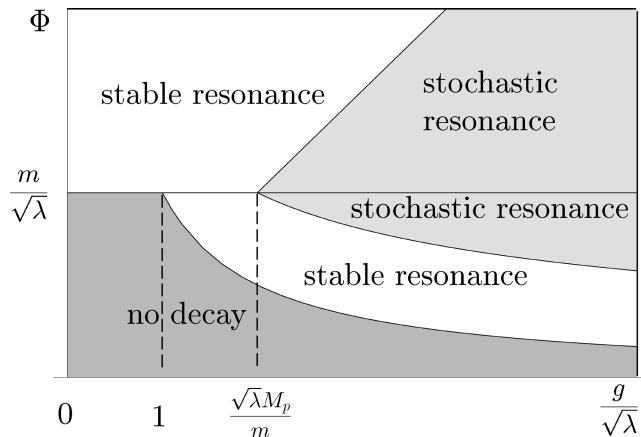 Φ
stable resonance
stochastic
resonance
m/√λ
stochastic resonance
stable resonance
no decay
0
1
√λM_p/m
g/√λ